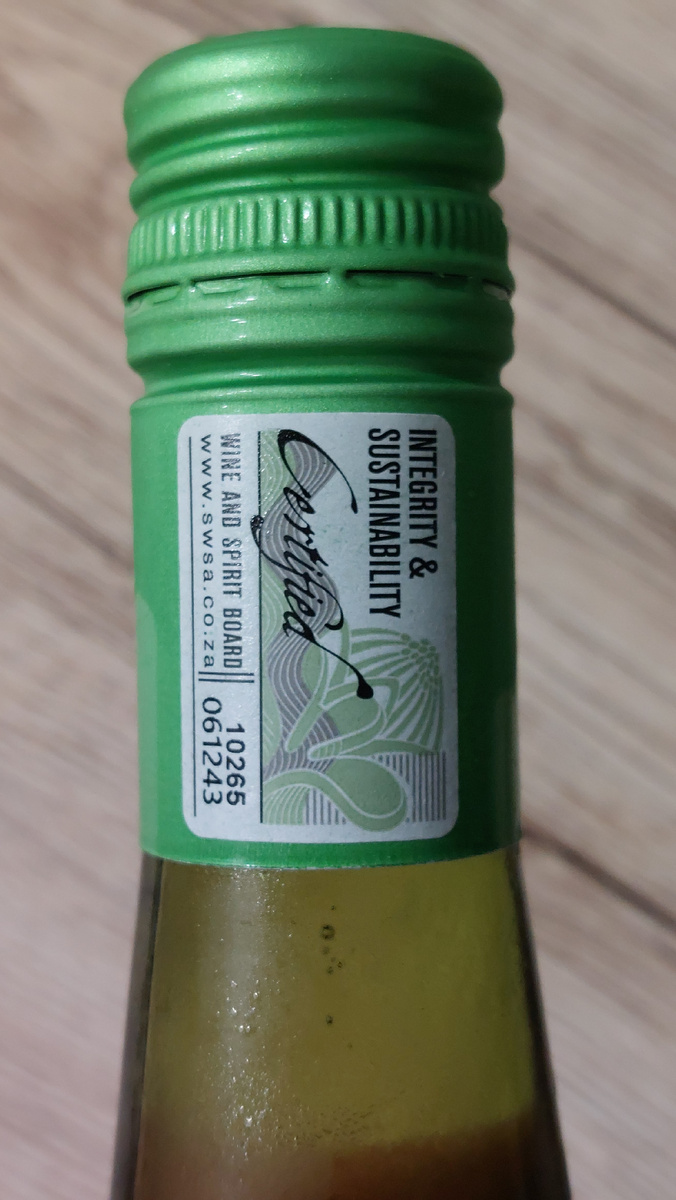 INTEGRITY &
SUSTAINABILITY
Certified
WINE AND SPIRIT BOARD
www.swsa.co.za
10265
061243